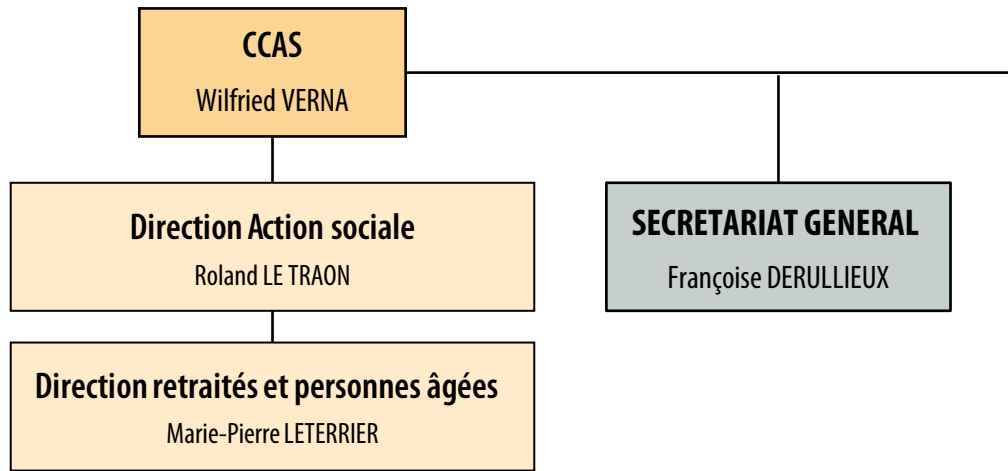 CCAS
Wilfried VERNA
Direction Action sociale
Roland LE TRAON
SECRETARIAT GENERAL
Françoise DERULLIEUX
Direction retraités et personnes âgées
Marie-Pierre LETERRIER